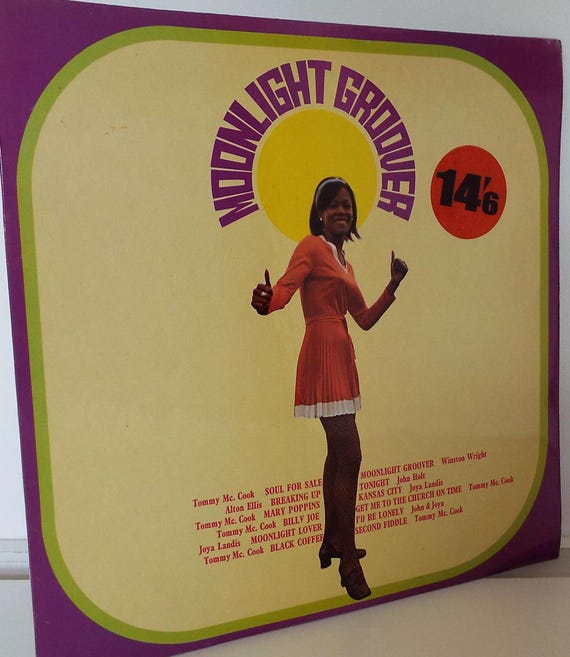 MOONLIGHT GROOVER
14'6
Tommy Mc. Cook SOUL FOR SALE
Alton Ellis BREAKING UP
Tommy Mc. Cook MARY POPPINS
Tommy Mc. Cook BILLY JOE
Joya Landis MOONLIGHT LOVER
Tommy Mc. Cook BLACK COFFEE
MOONLIGHT GROOVER Winston Wright
TONIGHT John Holt
KANSAS CITY Joya Landis
GET ME TO THE CHURCH ON TIME Tommy Mc. Cook
I'll BE LONELY John & Joya
SECOND FIDDLE Tommy Mc. Cook